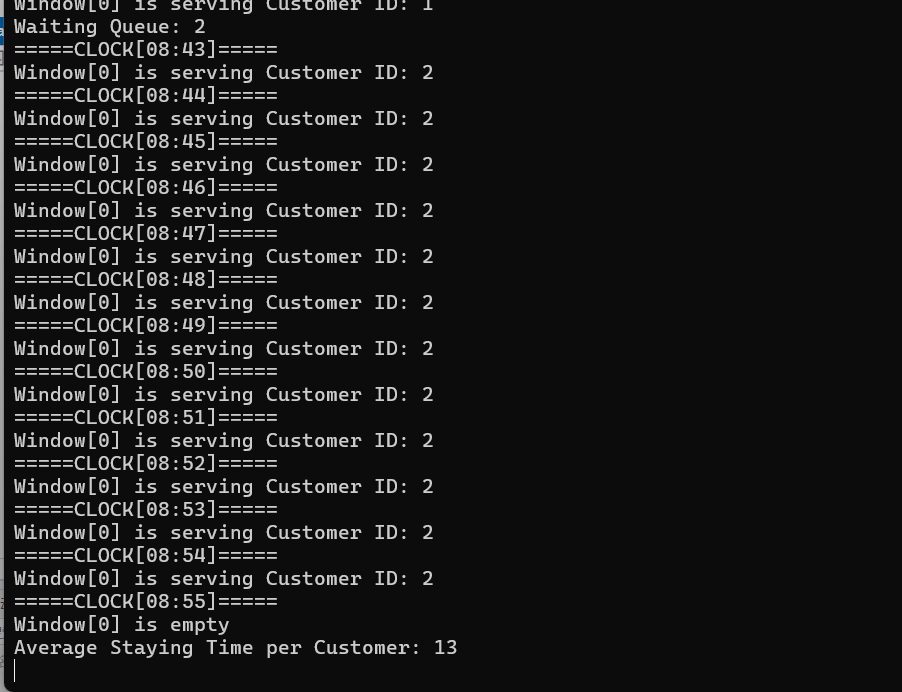 Window[0] is serving Customer ID: 1
Waiting Queue: 2
=====CLOCK[08:43]=====
Window[0] is serving Customer ID: 2
=====CLOCK[08:44]=====
Window[0] is serving Customer ID: 2
=====CLOCK[08:45]=====
Window[0] is serving Customer ID: 2
=====CLOCK[08:46]=====
Window[0] is serving Customer ID: 2
=====CLOCK[08:47]=====
Window[0] is serving Customer ID: 2
=====CLOCK[08:48]=====
Window[0] is serving Customer ID: 2
=====CLOCK[08:49]=====
Window[0] is serving Customer ID: 2
=====CLOCK[08:50]=====
Window[0] is serving Customer ID: 2
=====CLOCK[08:51]=====
Window[0] is serving Customer ID: 2
=====CLOCK[08:52]=====
Window[0] is serving Customer ID: 2
=====CLOCK[08:53]=====
Window[0] is serving Customer ID: 2
=====CLOCK[08:54]=====
Window[0] is serving Customer ID: 2
=====CLOCK[08:55]=====
Window[0] is empty
Average Staying Time per Customer: 13